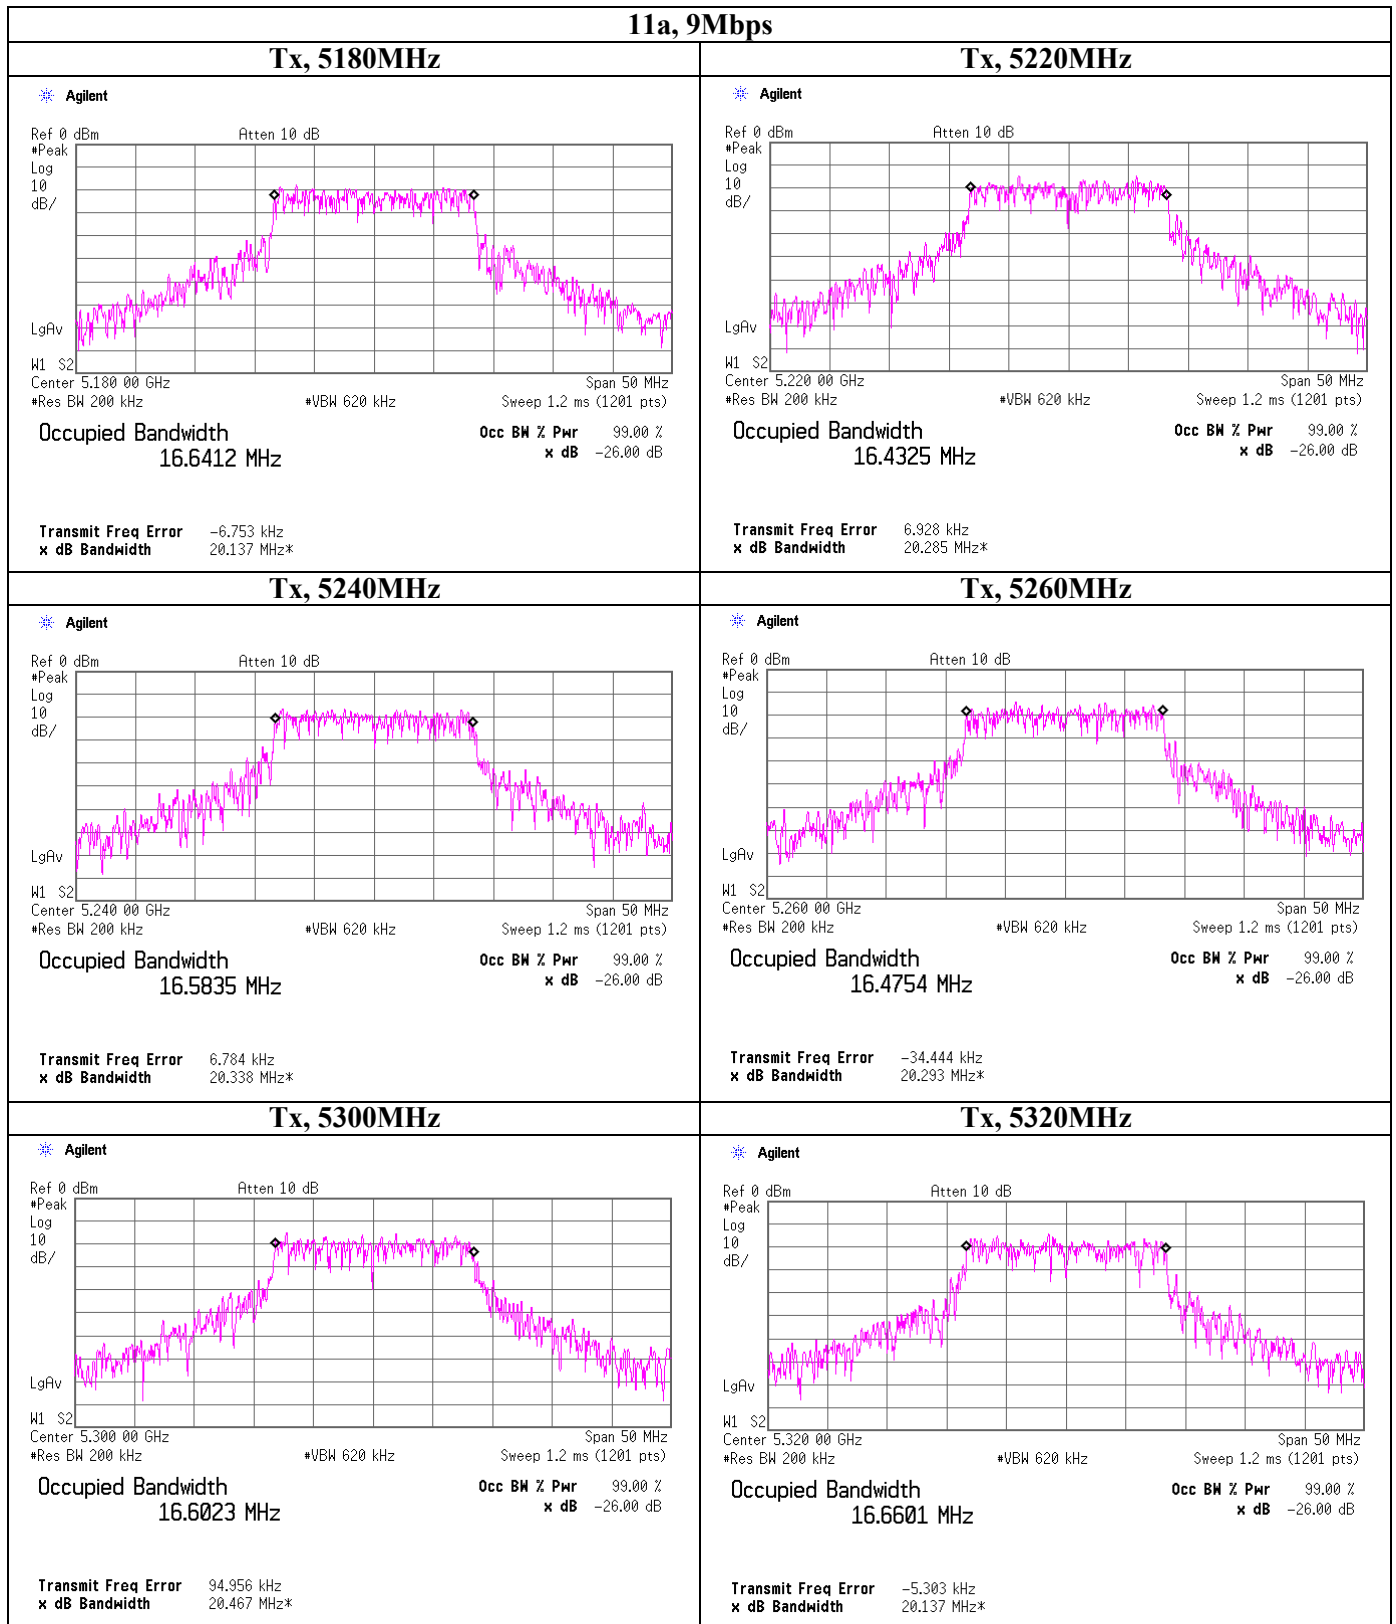 11a, 9Mbps
Tx, 5180MHz
Agilent
Ref 0 dBm Atten 10 dB
#Peak
Log
10
dB/
LgAv
W1 S2
Center 5.180 00 GHz Span 50 MHz
#Res BW 200 kHz #VBW 620 kHz Sweep 1.2 ms (1201 pts)
Occupied Bandwidth Occ BW % Pwr 99.00 %
16.6412 MHz x dB -26.00 dB
Transmit Freq Error -6.753 kHz
x dB Bandwidth 20.137 MHz*
Tx, 5220MHz
Agilent
Ref 0 dBm Atten 10 dB
#Peak
Log
10
dB/
LgAv
W1 S2
Center 5.220 00 GHz Span 50 MHz
#Res BW 200 kHz #VBW 620 kHz Sweep 1.2 ms (1201 pts)
Occupied Bandwidth Occ BW % Pwr 99.00 %
16.4325 MHz x dB -26.00 dB
Transmit Freq Error 6.928 kHz
x dB Bandwidth 20.285 MHz*
Tx, 5240MHz
Agilent
Ref 0 dBm Atten 10 dB
#Peak
Log
10
dB/
LgAv
W1 S2
Center 5.240 00 GHz Span 50 MHz
#Res BW 200 kHz #VBW 620 kHz Sweep 1.2 ms (1201 pts)
Occupied Bandwidth Occ BW % Pwr 99.00 %
16.5835 MHz x dB -26.00 dB
Transmit Freq Error 6.784 kHz
x dB Bandwidth 20.338 MHz*
Tx, 5260MHz
Agilent
Ref 0 dBm Atten 10 dB
#Peak
Log
10
dB/
LgAv
W1 S2
Center 5.260 00 GHz Span 50 MHz
#Res BW 200 kHz #VBW 620 kHz Sweep 1.2 ms (1201 pts)
Occupied Bandwidth Occ BW % Pwr 99.00 %
16.4754 MHz x dB -26.00 dB
Transmit Freq Error -34.444 kHz
x dB Bandwidth 20.293 MHz*
Tx, 5300MHz
Agilent
Ref 0 dBm Atten 10 dB
#Peak
Log
10
dB/
LgAv
W1 S2
Center 5.300 00 GHz Span 50 MHz
#Res BW 200 kHz #VBW 620 kHz Sweep 1.2 ms (1201 pts)
Occupied Bandwidth Occ BW % Pwr 99.00 %
16.6023 MHz x dB -26.00 dB
Transmit Freq Error 94.956 kHz
x dB Bandwidth 20.467 MHz*
Tx, 5320MHz
Agilent
Ref 0 dBm Atten 10 dB
#Peak
Log
10
dB/
LgAv
W1 S2
Center 5.320 00 GHz Span 50 MHz
#Res BW 200 kHz #VBW 620 kHz Sweep 1.2 ms (1201 pts)
Occupied Bandwidth Occ BW % Pwr 99.00 %
16.6601 MHz x dB -26.00 dB
Transmit Freq Error -5.303 kHz
x dB Bandwidth 20.137 MHz*